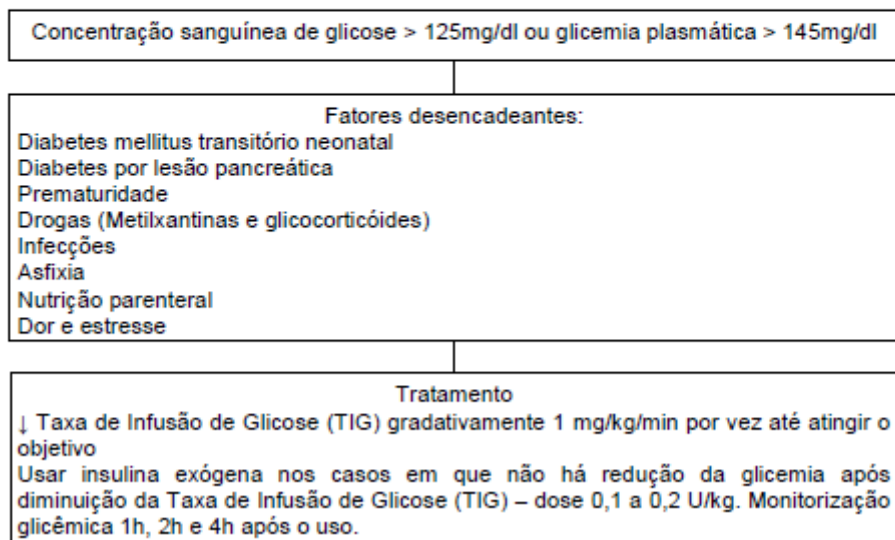 Concentração sanguínea de glicose > 125mg/dl ou glicemia plasmática > 145mg/dl
Fatores desencadeantes:
Diabetes mellitus transitório neonatal
Diabetes por lesão pancreática
Prematuridade
Drogas (Metilxantinas e glicocorticóides)
Infecções
Asfixia
Nutrição parenteral
Dor e estresse
Tratamento
↓ Taxa de Infusão de Glicose (TIG) gradativamente 1 mg/kg/min por vez até atingir o
objetivo
Usar insulina exógena nos casos em que não há redução da glicemia após
diminuição da Taxa de Infusão de Glicose (TIG) – dose 0,1 a 0,2 U/kg. Monitorização
glicêmica 1h, 2h e 4h após o uso.